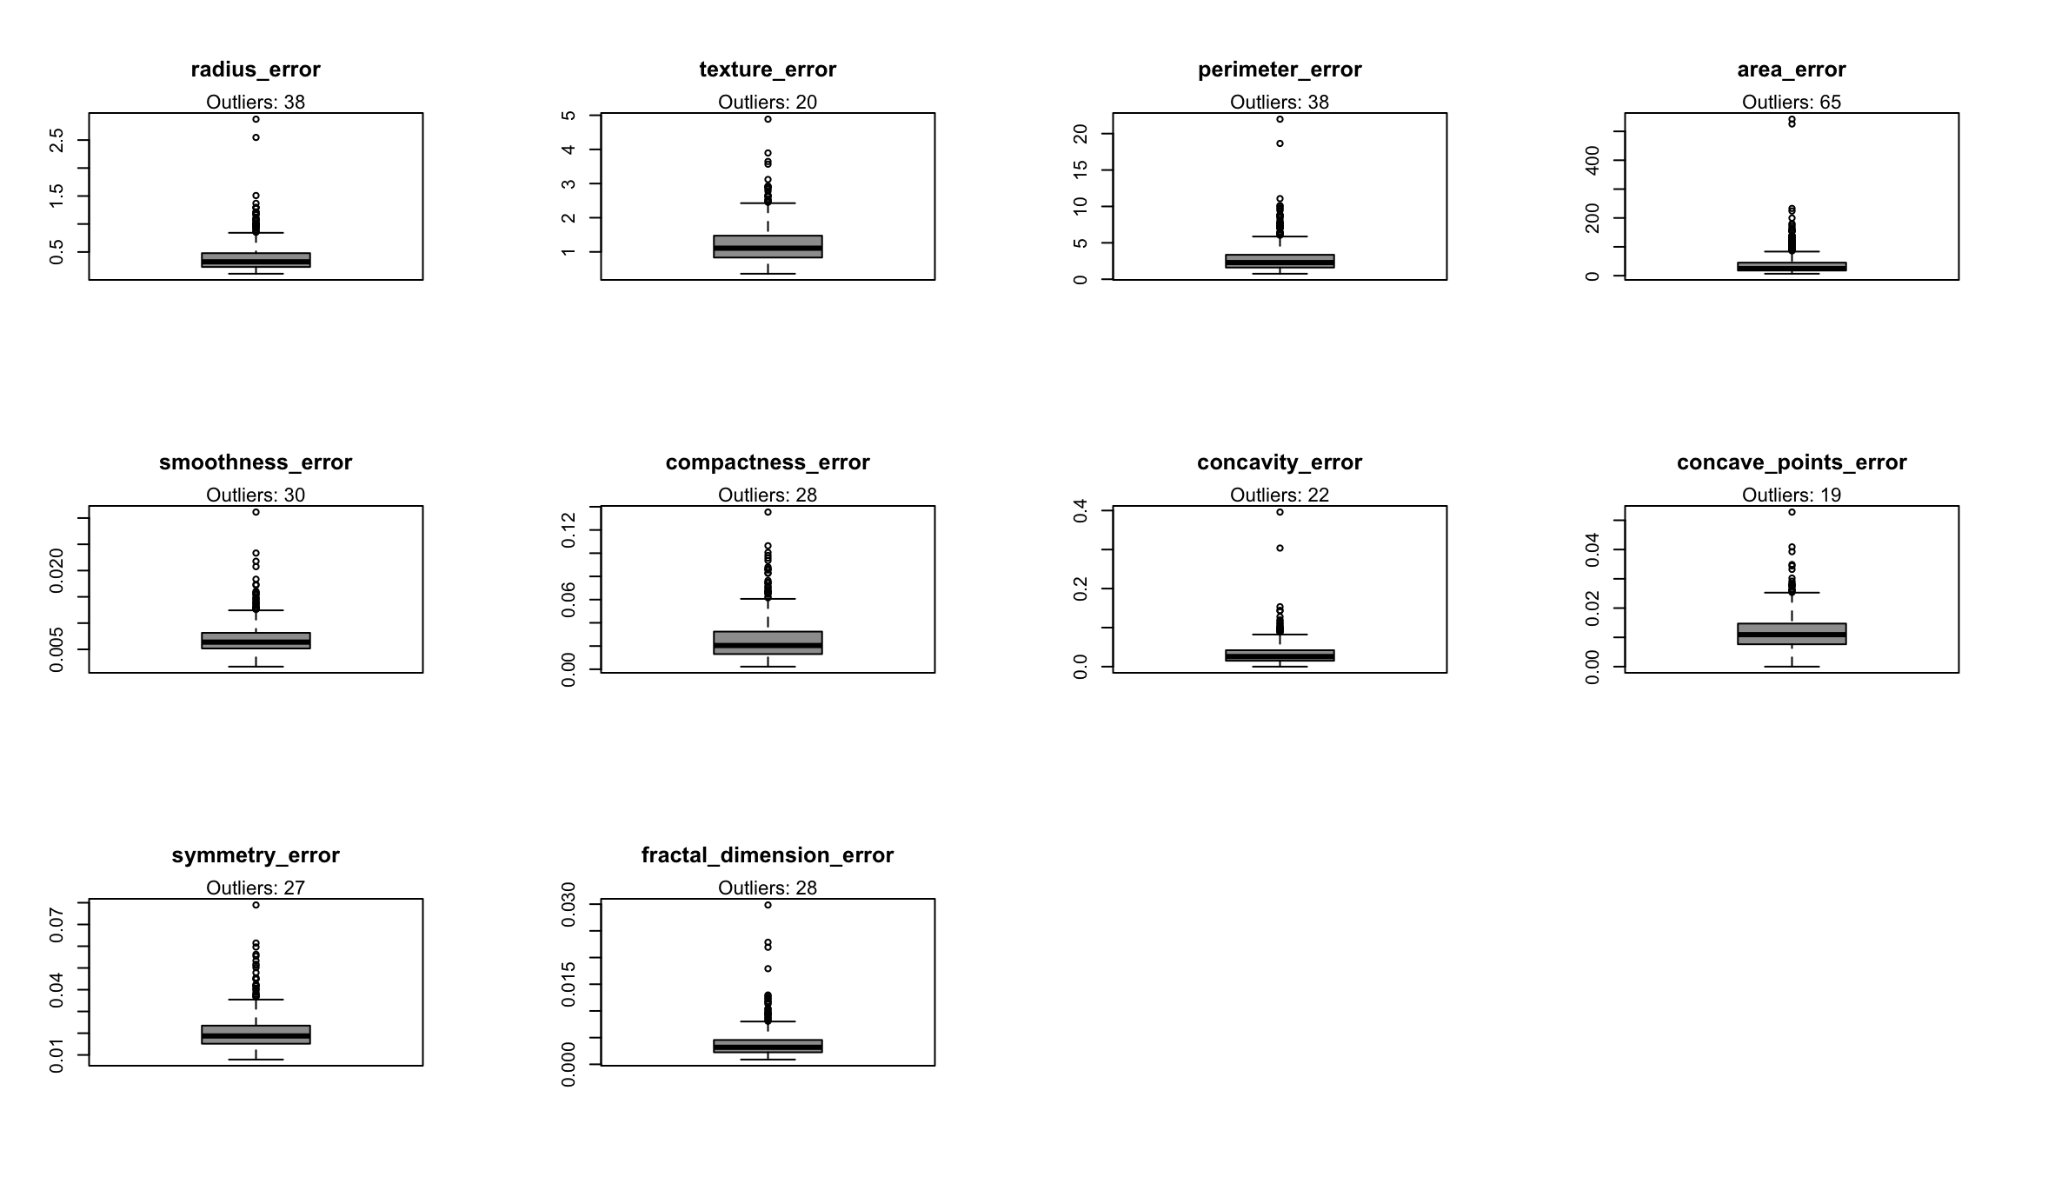 radius_error
Outliers: 38
2.5
1.5
0.5
texture_error
Outliers: 20
5
4
3
2
1
perimeter_error
Outliers: 38
20
15
10
5
0
area_error
Outliers: 65
400
200
0
smoothness_error
Outliers: 30
0.020
0.005
compactness_error
Outliers: 28
0.12
0.06
0.00
concavity_error
Outliers: 22
0.4
0.2
0.0
concave_points_error
Outliers: 19
0.04
0.02
0.00
symmetry_error
Outliers: 27
0.07
0.04
0.01
fractal_dimension_error
Outliers: 28
0.030
0.015
0.000